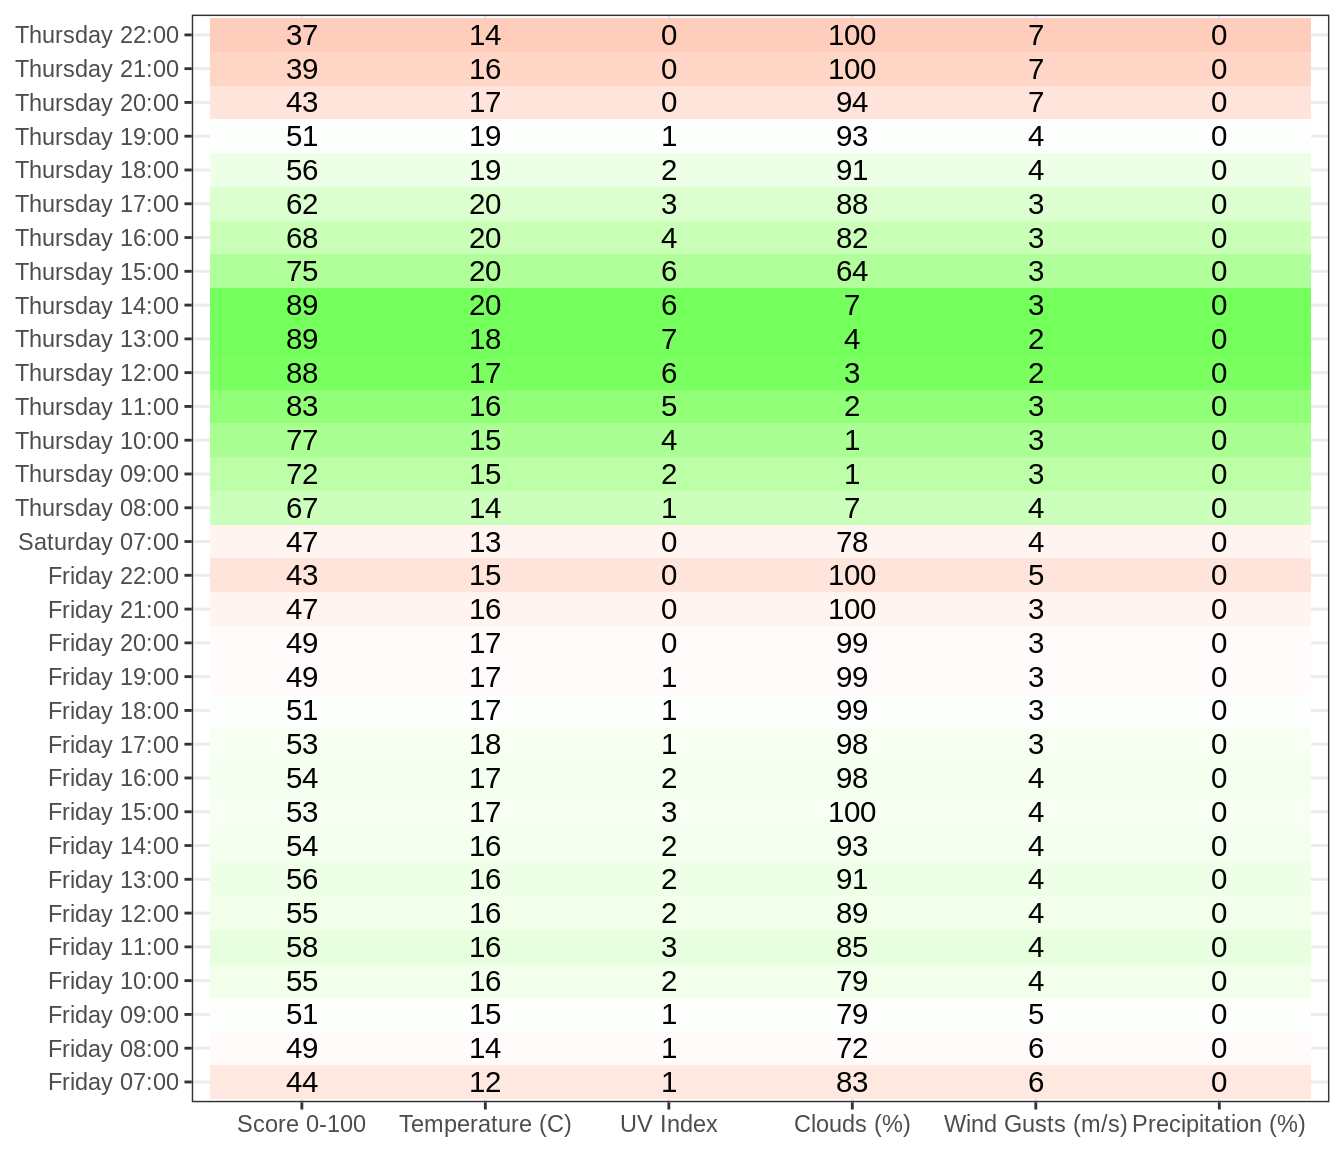 Thursday 22:00 37 14 0 100 7 0
Thursday 21:00 39 16 0 100 7 0
Thursday 20:00 43 17 0 94 7 0
Thursday 19:00 51 19 1 93 4 0
Thursday 18:00 56 19 2 91 4 0
Thursday 17:00 62 20 3 88 3 0
Thursday 16:00 68 20 4 82 3 0
Thursday 15:00 75 20 6 64 3 0
Thursday 14:00 89 20 6 7 3 0
Thursday 13:00 89 18 7 4 2 0
Thursday 12:00 88 17 6 3 2 0
Thursday 11:00 83 16 5 2 3 0
Thursday 10:00 77 15 4 1 3 0
Thursday 09:00 72 15 2 1 3 0
Thursday 08:00 67 14 1 7 4 0
Saturday 07:00 47 13 0 78 4 0
Friday 22:00 43 15 0 100 5 0
Friday 21:00 47 16 0 100 3 0
Friday 20:00 49 17 0 99 3 0
Friday 19:00 49 17 1 99 3 0
Friday 18:00 51 17 1 99 3 0
Friday 17:00 53 18 1 98 3 0
Friday 16:00 54 17 2 98 4 0
Friday 15:00 53 17 3 100 4 0
Friday 14:00 54 16 2 93 4 0
Friday 13:00 56 16 2 91 4 0
Friday 12:00 55 16 2 89 4 0
Friday 11:00 58 16 3 85 4 0
Friday 10:00 55 16 2 79 4 0
Friday 09:00 51 15 1 79 5 0
Friday 08:00 49 14 1 72 6 0
Friday 07:00 44 12 1 83 6 0
Score 0-100 Temperature (C) UV Index Clouds (%) Wind Gusts (m/s) Precipitation (%)